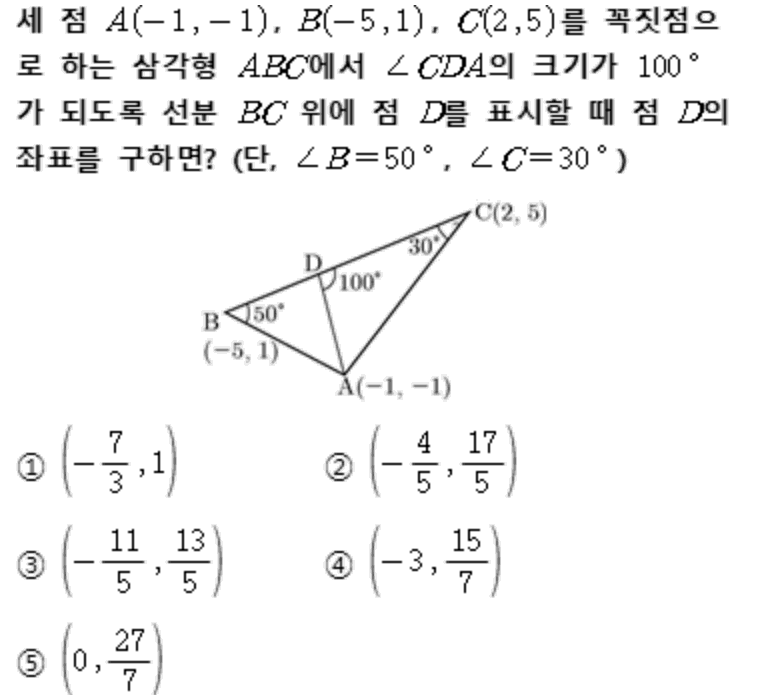 세 점 A(−1, −1), B(−5,1), C(2,5)를 꼭짓점으
로 하는 삼각형 ABC에서 ∠CDA의 크기가 100°
가 되도록 선분 BC 위에 점 D를 표시할 때 점 D의
좌표를 구하면? (단, ∠B=50°, ∠C=30°)
C(2, 5)
30°
D
100°
B
50°
(−5, 1)
A(−1, −1)
① (−7/3, 1)
② (−4/5, 17/5)
③ (−11/5, 13/5)
④ (−3, 15/7)
⑤ (0, 27/7)